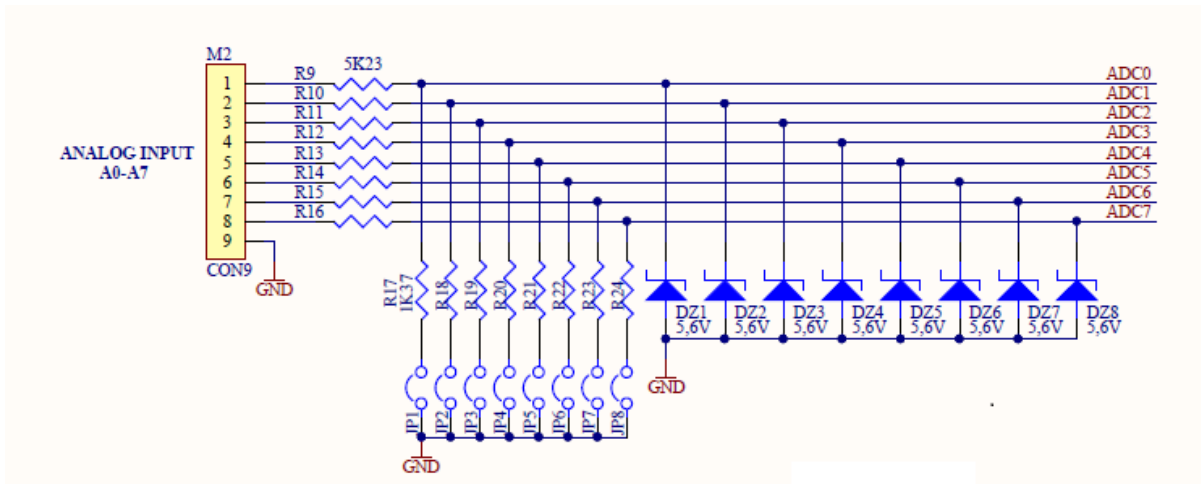 M2
5K23
R9
1
ADC0
R10
2
ADC1
R11
3
ADC2
R12
4
ADC3
ANALOG INPUT
A0-A7
R13
5
ADC4
R14
6
ADC5
R15
7
ADC6
R16
8
ADC7
9
CON9
GND
R17
1K37
R18
R19
R20
R21
R22
R23
R24
DZ1
5,6V
DZ2
5,6V
DZ3
5,6V
DZ4
5,6V
DZ5
5,6V
DZ6
5,6V
DZ7
5,6V
DZ8
5,6V
GND
JP1
JP2
JP3
JP4
JP5
JP6
JP7
JP8
GND